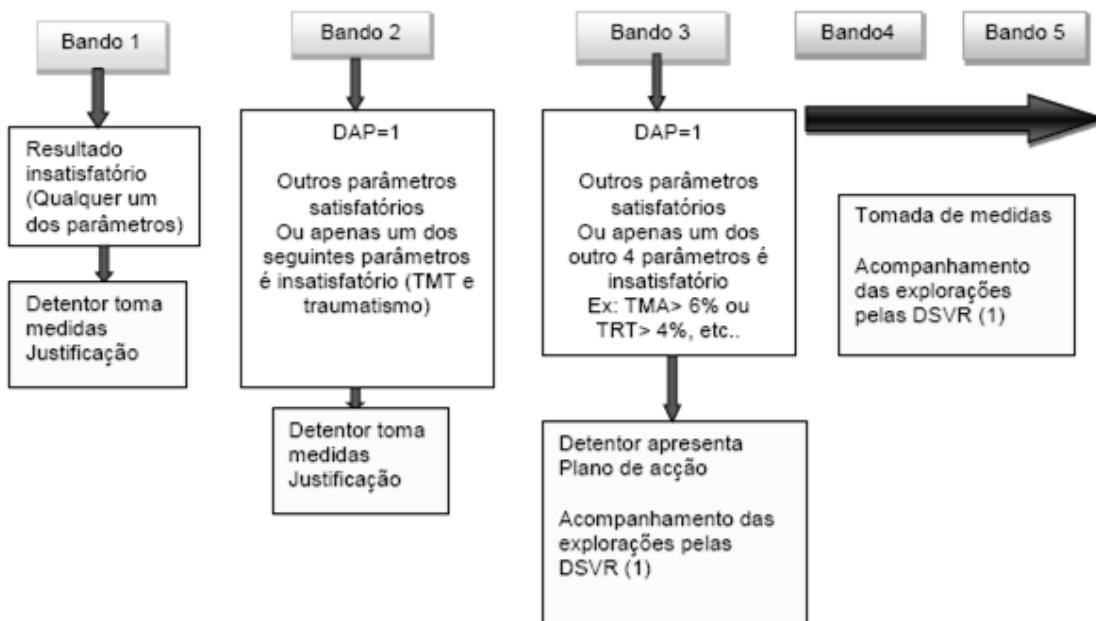 Bando 1
Resultado
insatisfatório
(Qualquer um
dos parâmetros)
Detentor toma
medidas
Justificação
Bando 2
DAP=1
Outros parâmetros
satisfatórios
Ou apenas um dos
seguintes parâmetros
é insatisfatório (TMT e
traumatismo)
Detentor toma
medidas
Justificação
Bando 3
DAP=1
Outros parâmetros
satisfatórios
Ou apenas um dos
outro 4 parâmetros é
insatisfatório
Ex: TMA> 6% ou
TRT> 4%, etc..
Detentor apresenta
Plano de acção
Acompanhamento das
explorações pelas
DSVR (1)
Bando4
Bando 5
Tomada de medidas
Acompanhamento
das explorações
pelas DSVR (1)